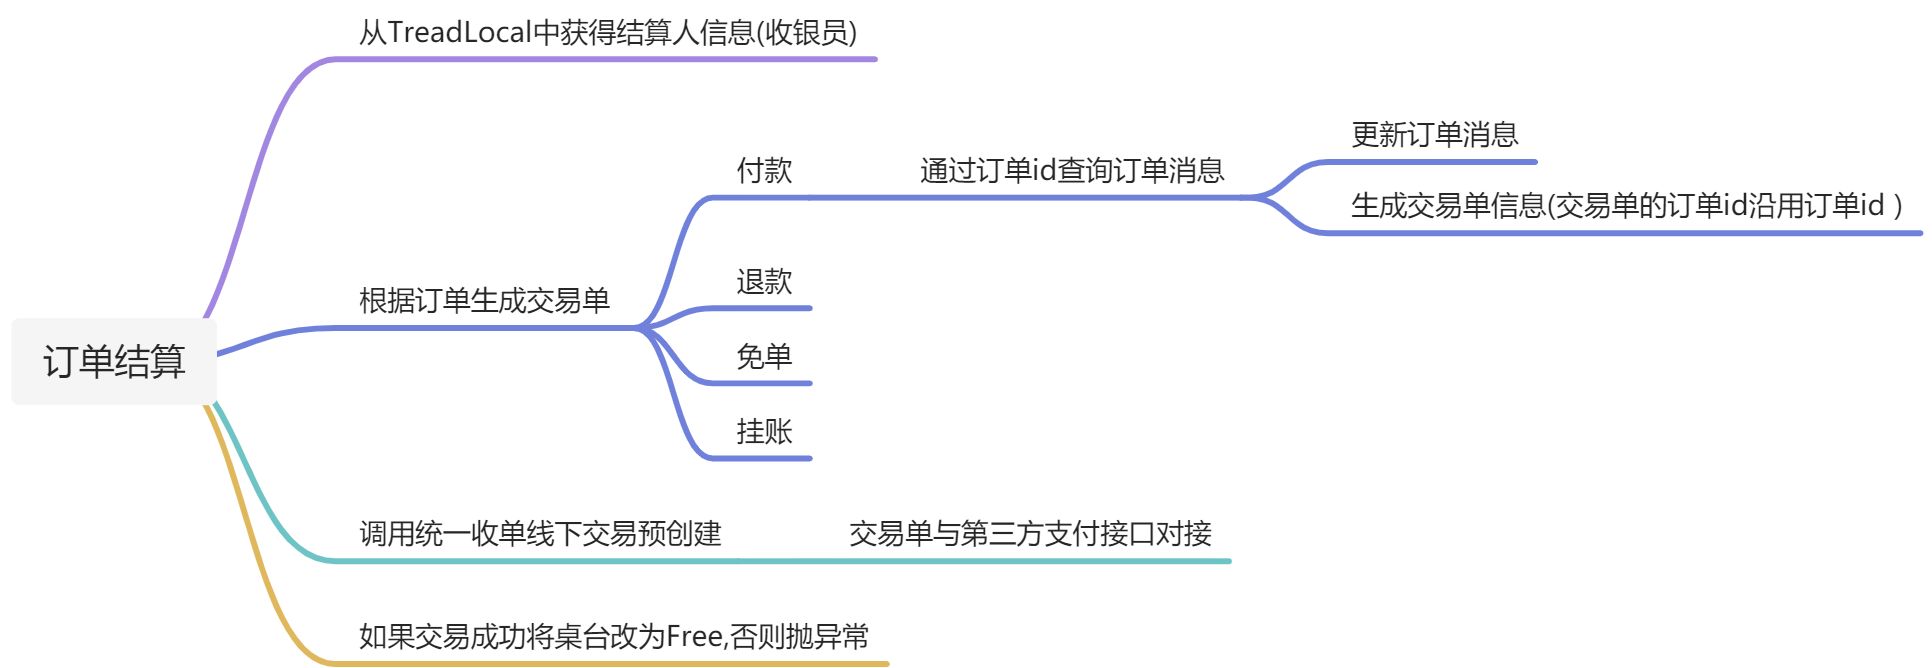 从TreadLocal中获得结算人信息(收银员)
更新订单消息
付款
通过订单id查询订单消息
生成交易单信息(交易单的订单id沿用订单id )
退款
根据订单生成交易单
免单
订单结算
挂账
调用统一收单线下交易预创建
交易单与第三方支付接口对接
如果交易成功将桌台改为Free,否则抛异常